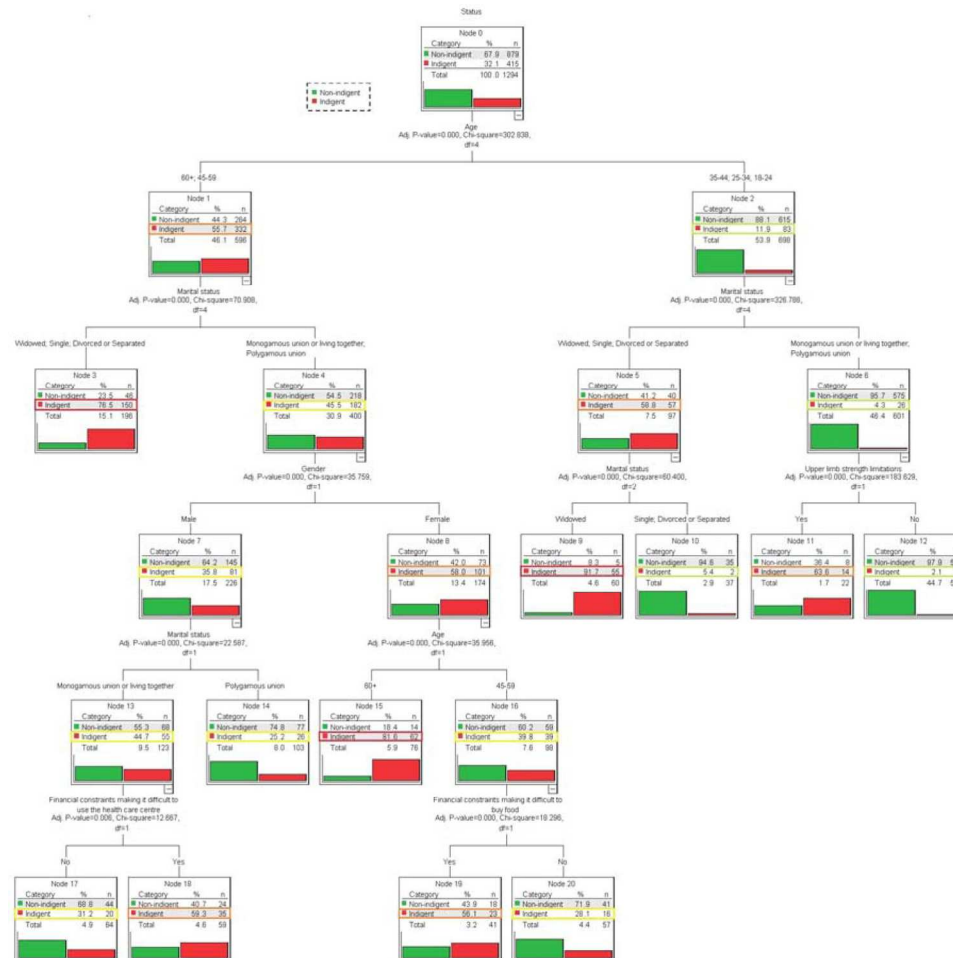 Status
Node 0
Category % n
Non-indigent 67.9 879
Indigent 32.1 415
Total 100.0 1294
Non-indigent
Indigent
Age
Adj. P-value=0.000, Chi-square=302.838,
df=4
60+; 45-59
35-44; 25-34; 18-24
Node 1
Category % n
Non-indigent 44.3 264
Indigent 55.7 332
Total 46.1 596
Node 2
Category % n
Non-indigent 88.1 615
Indigent 11.9 83
Total 53.9 698
Marital status
Adj. P-value=0.000, Chi-square=70.908,
df=4
Marital status
Adj. P-value=0.000, Chi-square=326.788,
df=4
Widowed; Single; Divorced or Separated
Monogamous union or living together;
Polygamous union
Widowed; Single; Divorced or Separated
Monogamous union or living together;
Polygamous union
Node 3
Category % n
Non-indigent 23.5 46
Indigent 76.5 150
Total 15.1 196
Node 4
Category % n
Non-indigent 54.5 218
Indigent 45.5 182
Total 30.9 400
Node 5
Category % n
Non-indigent 41.2 40
Indigent 58.8 57
Total 7.5 97
Node 6
Category % n
Non-indigent 95.7 575
Indigent 4.3 26
Total 46.4 601
Gender
Adj. P-value=0.000, Chi-square=35.759,
df=1
Marital status
Adj. P-value=0.000, Chi-square=60.400,
df=2
Upper limb strength limitations
Adj. P-value=0.000, Chi-square=183.629,
df=1
Male
Female
Widowed
Single; Divorced or Separated
Yes
No
Node 7
Category % n
Non-indigent 64.2 145
Indigent 35.8 81
Total 17.5 226
Node 8
Category % n
Non-indigent 42.0 73
Indigent 58.0 101
Total 13.4 174
Node 9
Category % n
Non-indigent 8.3 5
Indigent 91.7 55
Total 4.6 60
Node 10
Category % n
Non-indigent 94.6 35
Indigent 5.4 2
Total 2.9 37
Node 11
Category % n
Non-indigent 36.4 8
Indigent 63.6 14
Total 1.7 22
Node 12
Category %
Non-indigent 97.9
Indigent 2.1
Total 44.7
Marital status
Adj. P-value=0.000, Chi-square=22.587,
df=1
Age
Adj. P-value=0.000, Chi-square=35.956,
df=1
Monogamous union or living together
Polygamous union
60+
45-59
Node 13
Category % n
Non-indigent 55.3 68
Indigent 44.7 55
Total 9.5 123
Node 14
Category % n
Non-indigent 74.8 77
Indigent 25.2 26
Total 8.0 103
Node 15
Category % n
Non-indigent 18.4 14
Indigent 81.6 62
Total 5.9 76
Node 16
Category % n
Non-indigent 60.2 59
Indigent 39.8 39
Total 7.6 98
Financial constraints making it difficult to
use the health care centre
Adj. P-value=0.006, Chi-square=12.667,
df=1
Financial constraints making it difficult to
buy food
Adj. P-value=0.000, Chi-square=18.296,
df=1
No
Yes
Yes
No
Node 17
Category % n
Non-indigent 68.8 44
Indigent 31.2 20
Total 4.9 64
Node 18
Category % n
Non-indigent 40.7 24
Indigent 59.3 35
Total 4.6 59
Node 19
Category % n
Non-indigent 43.9 18
Indigent 56.1 23
Total 3.2 41
Node 20
Category % n
Non-indigent 71.9 41
Indigent 28.1 16
Total 4.4 57